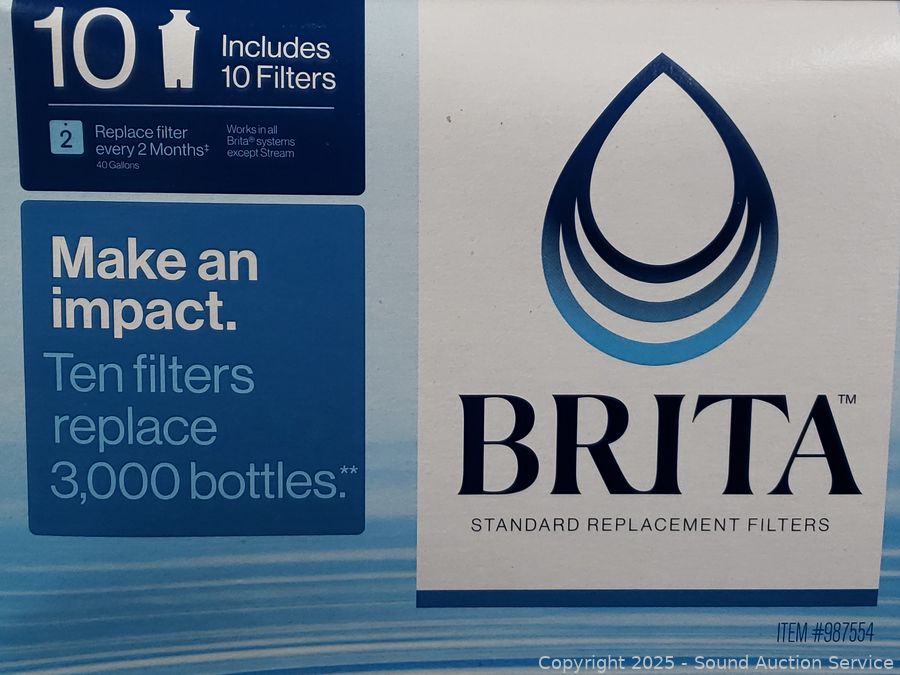 10
Includes
10 Filters
2
Replace filter
every 2 Months‡
40 Gallons
Works in all
Brita® systems
except Stream
Make an
impact.
Ten filters
replace
3,000 bottles.**
BRITA™
STANDARD REPLACEMENT FILTERS
ITEM #987554
Copyright 2025 - Sound Auction Service